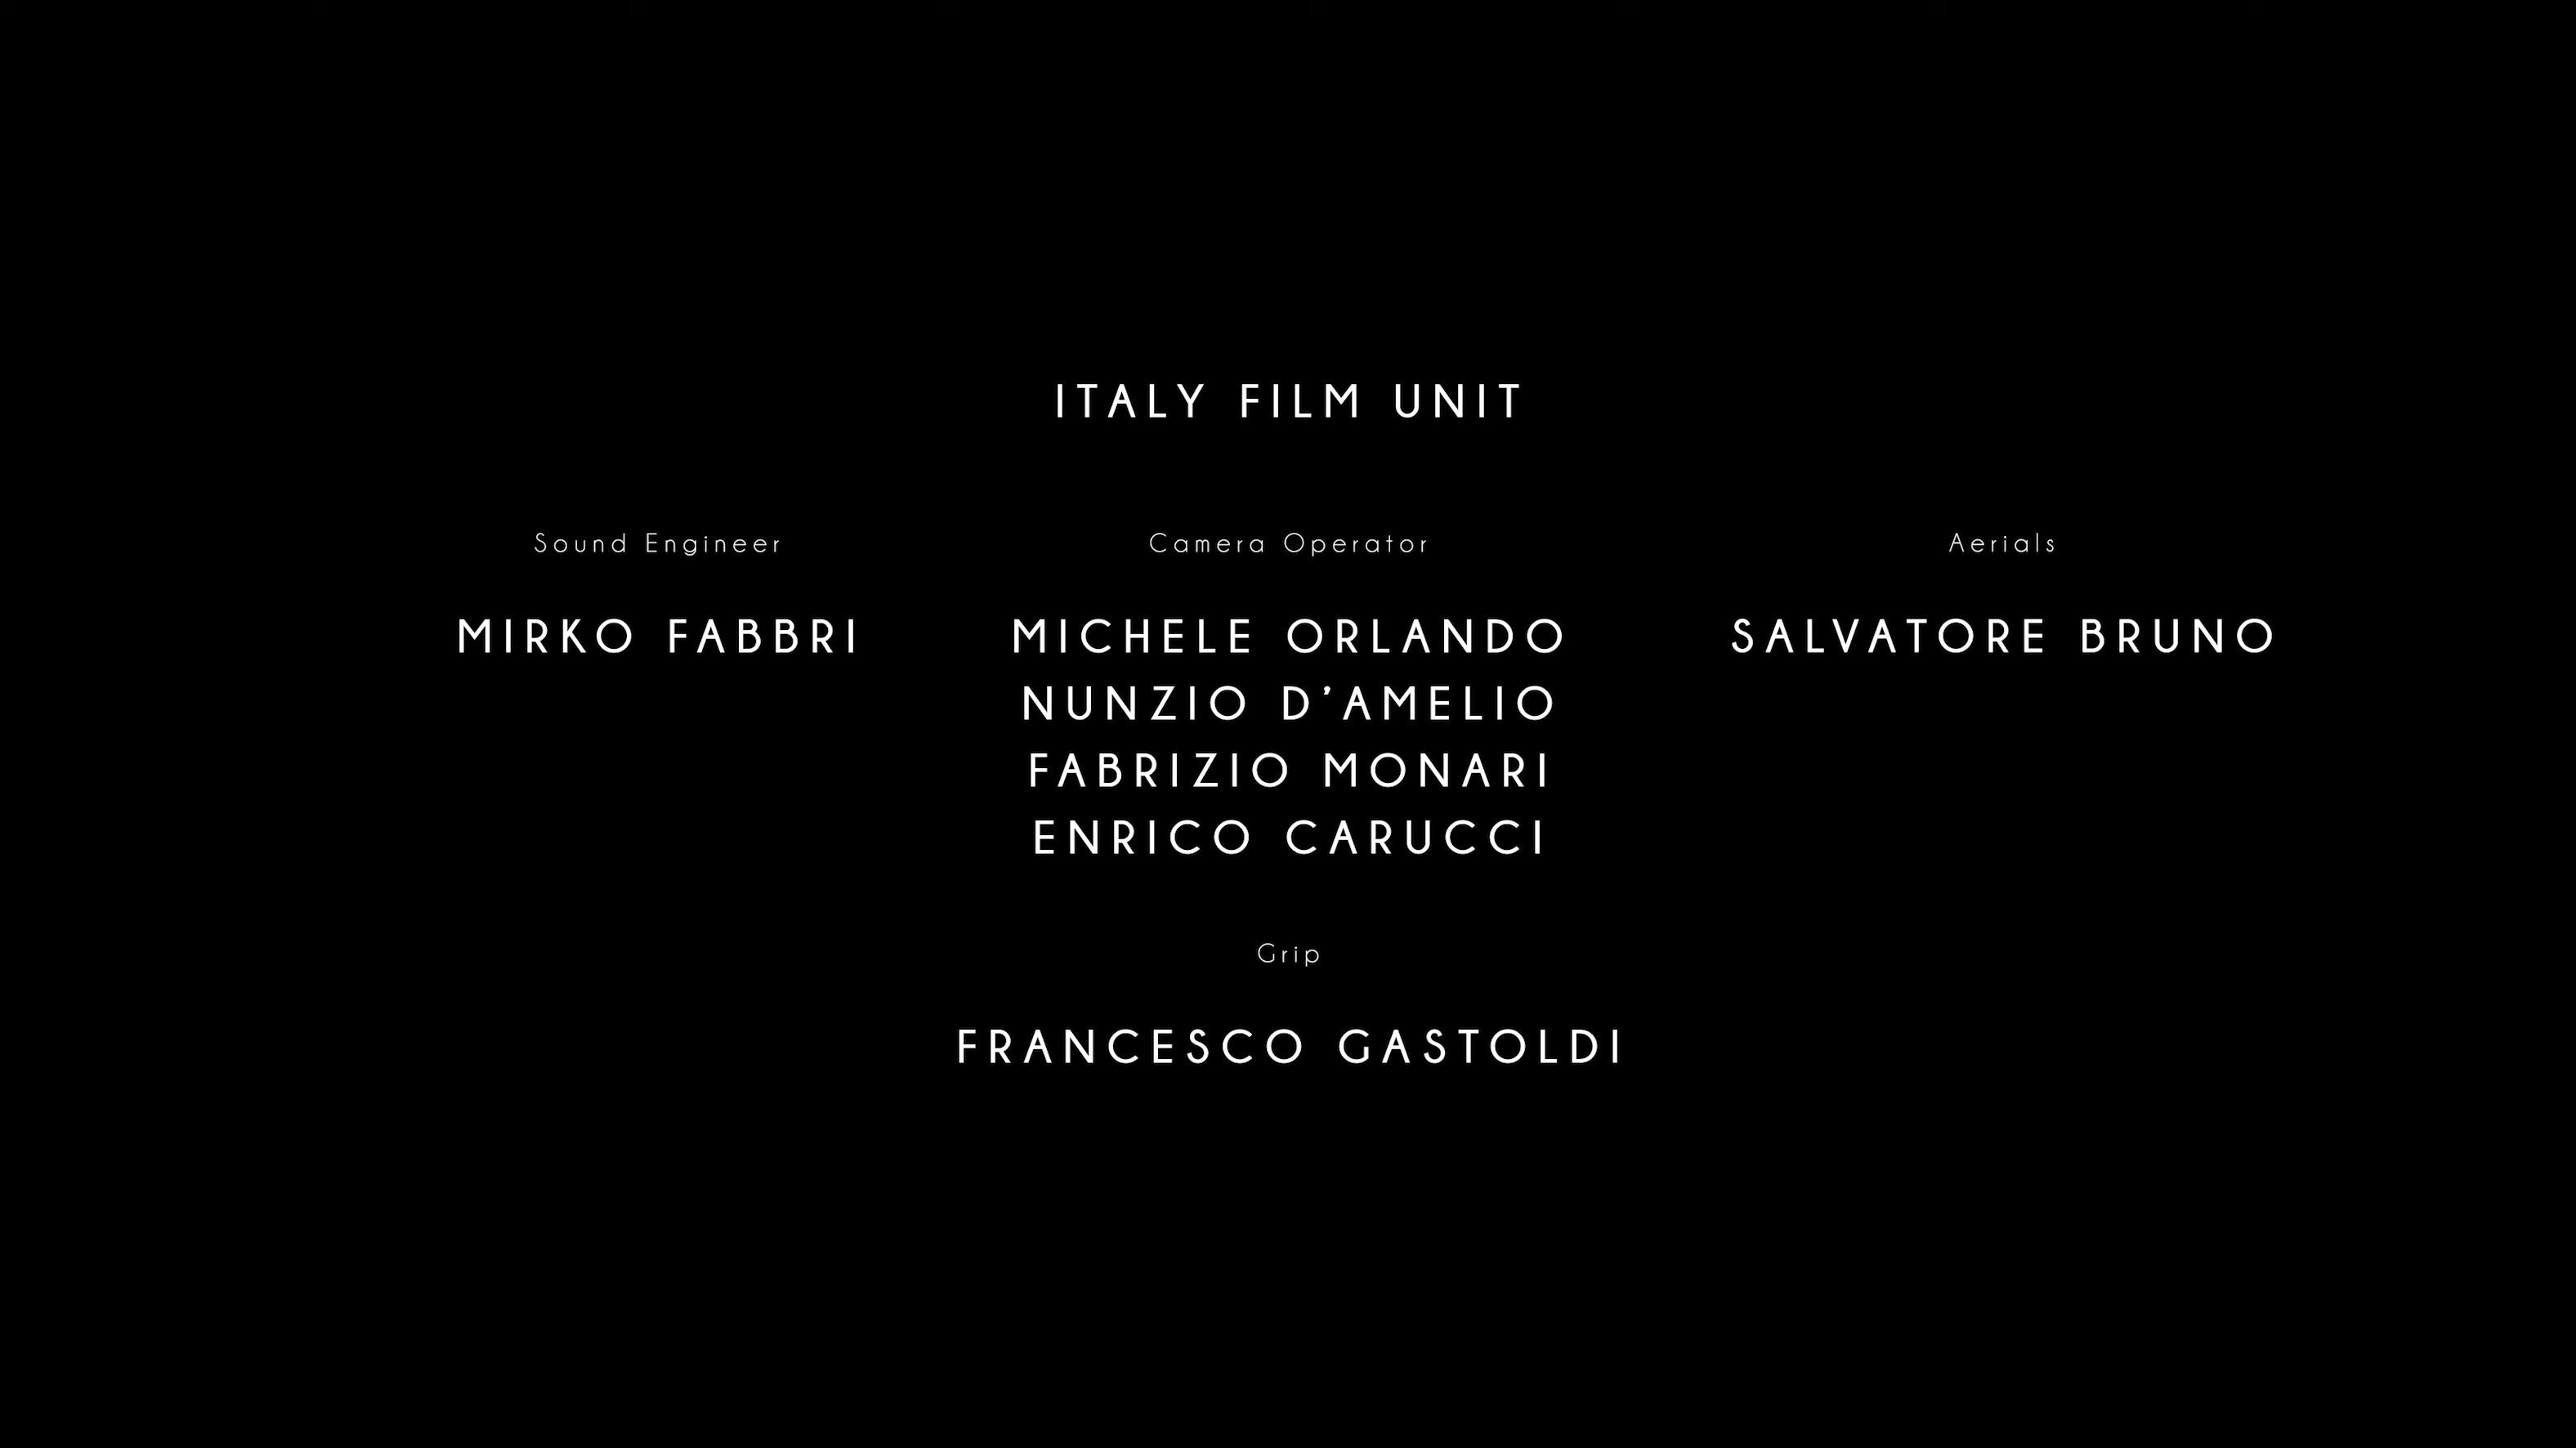 ITALY FILM UNIT
Sound Engineer
MIRKO FABBRI
Camera Operator
MICHELE ORLANDO
NUNZIO D’AMELIO
FABRIZIO MONARI
ENRICO CARUCCI
Aerials
SALVATORE BRUNO
Grip
FRANCESCO GASTOLDI